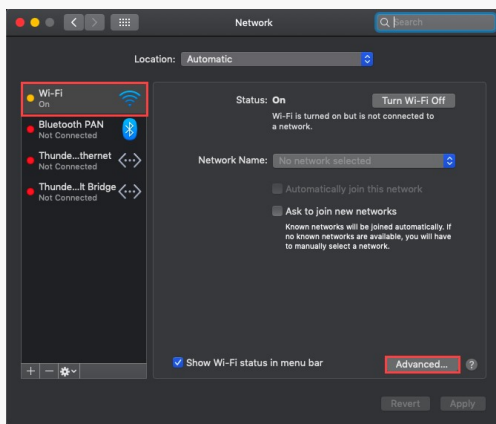 Network
Search
Location: Automatic
Wi-Fi
On
Bluetooth PAN
Not Connected
Thunde...thernet
Not Connected
Thunde...lt Bridge
Not Connected
Status: On
Turn Wi-Fi Off
Wi-Fi is turned on but is not connected to
a network.
Network Name: No network selected
Automatically join this network
Ask to join new networks
Known networks will be joined automatically. If
no known networks are available, you will have
to manually select a network.
Show Wi-Fi status in menu bar
Advanced...
?
Revert
Apply